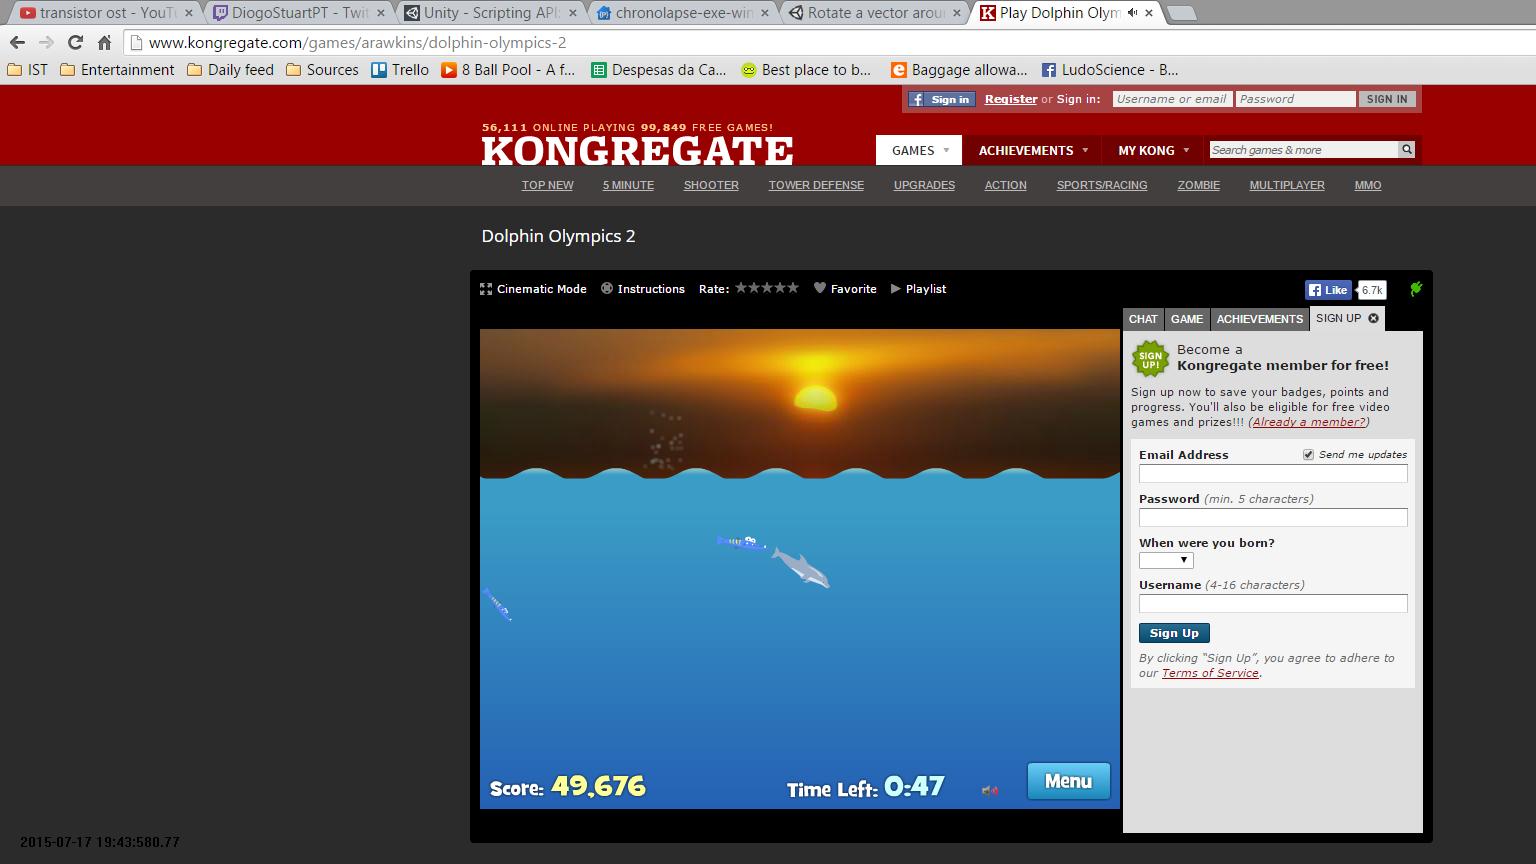 transistor ost - YouTu
DiogoStuartPT - Twit
Unity - Scripting API:
chronolapse-exe-win
Rotate a vector arou
Play Dolphin Olym
www.kongregate.com/games/arawkins/dolphin-olympics-2
IST
Entertainment
Daily feed
Sources
Trello
8 Ball Pool - A f...
Despesas da Ca...
Best place to b...
Baggage allowa...
LudoScience - B...
Sign in
Register or Sign in:
Username or email
Password
SIGN IN
56,111 ONLINE PLAYING 99,849 FREE GAMES!
KONGREGATE
GAMES
ACHIEVEMENTS
MY KONG
Search games & more
TOP NEW
5 MINUTE
SHOOTER
TOWER DEFENSE
UPGRADES
ACTION
SPORTS/RACING
ZOMBIE
MULTIPLAYER
MMO
Dolphin Olympics 2
Cinematic Mode
Instructions
Rate:
Favorite
Playlist
Like
6.7k
CHAT
GAME
ACHIEVEMENTS
SIGN UP
SIGN UP!
Become a
Kongregate member for free!
Sign up now to save your badges, points and
progress. You'll also be eligible for free video
games and prizes!!! (Already a member?)
Email Address
Send me updates
Password (min. 5 characters)
When were you born?
Username (4-16 characters)
Sign Up
By clicking "Sign Up", you agree to adhere to
our Terms of Service.
Score: 49,676
Time Left: 0:47
Menu
2015-07-17 19:43:580.77